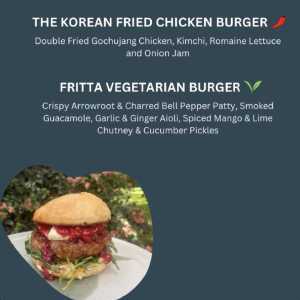 THE KOREAN FRIED CHICKEN BURGER 🌶️
Double Fried Gochujang Chicken, Kimchi, Romaine Lettuce
and Onion Jam
FRITTA VEGETARIAN BURGER 🌿
Crispy Arrowroot & Charred Bell Pepper Patty, Smoked
Guacamole, Garlic & Ginger Aioli, Spiced Mango & Lime
Chutney & Cucumber Pickles